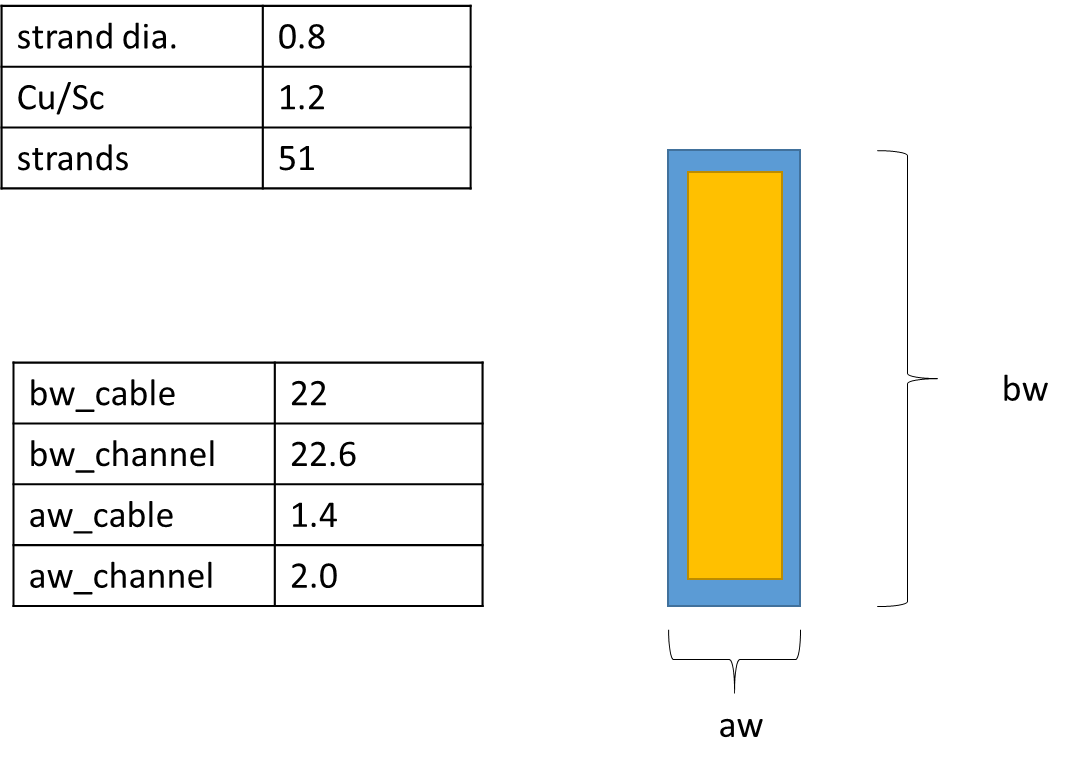 strand dia. 0.8
Cu/Sc 1.2
strands 51
bw_cable 22
bw_channel 22.6
aw_cable 1.4
aw_channel 2.0
bw
aw